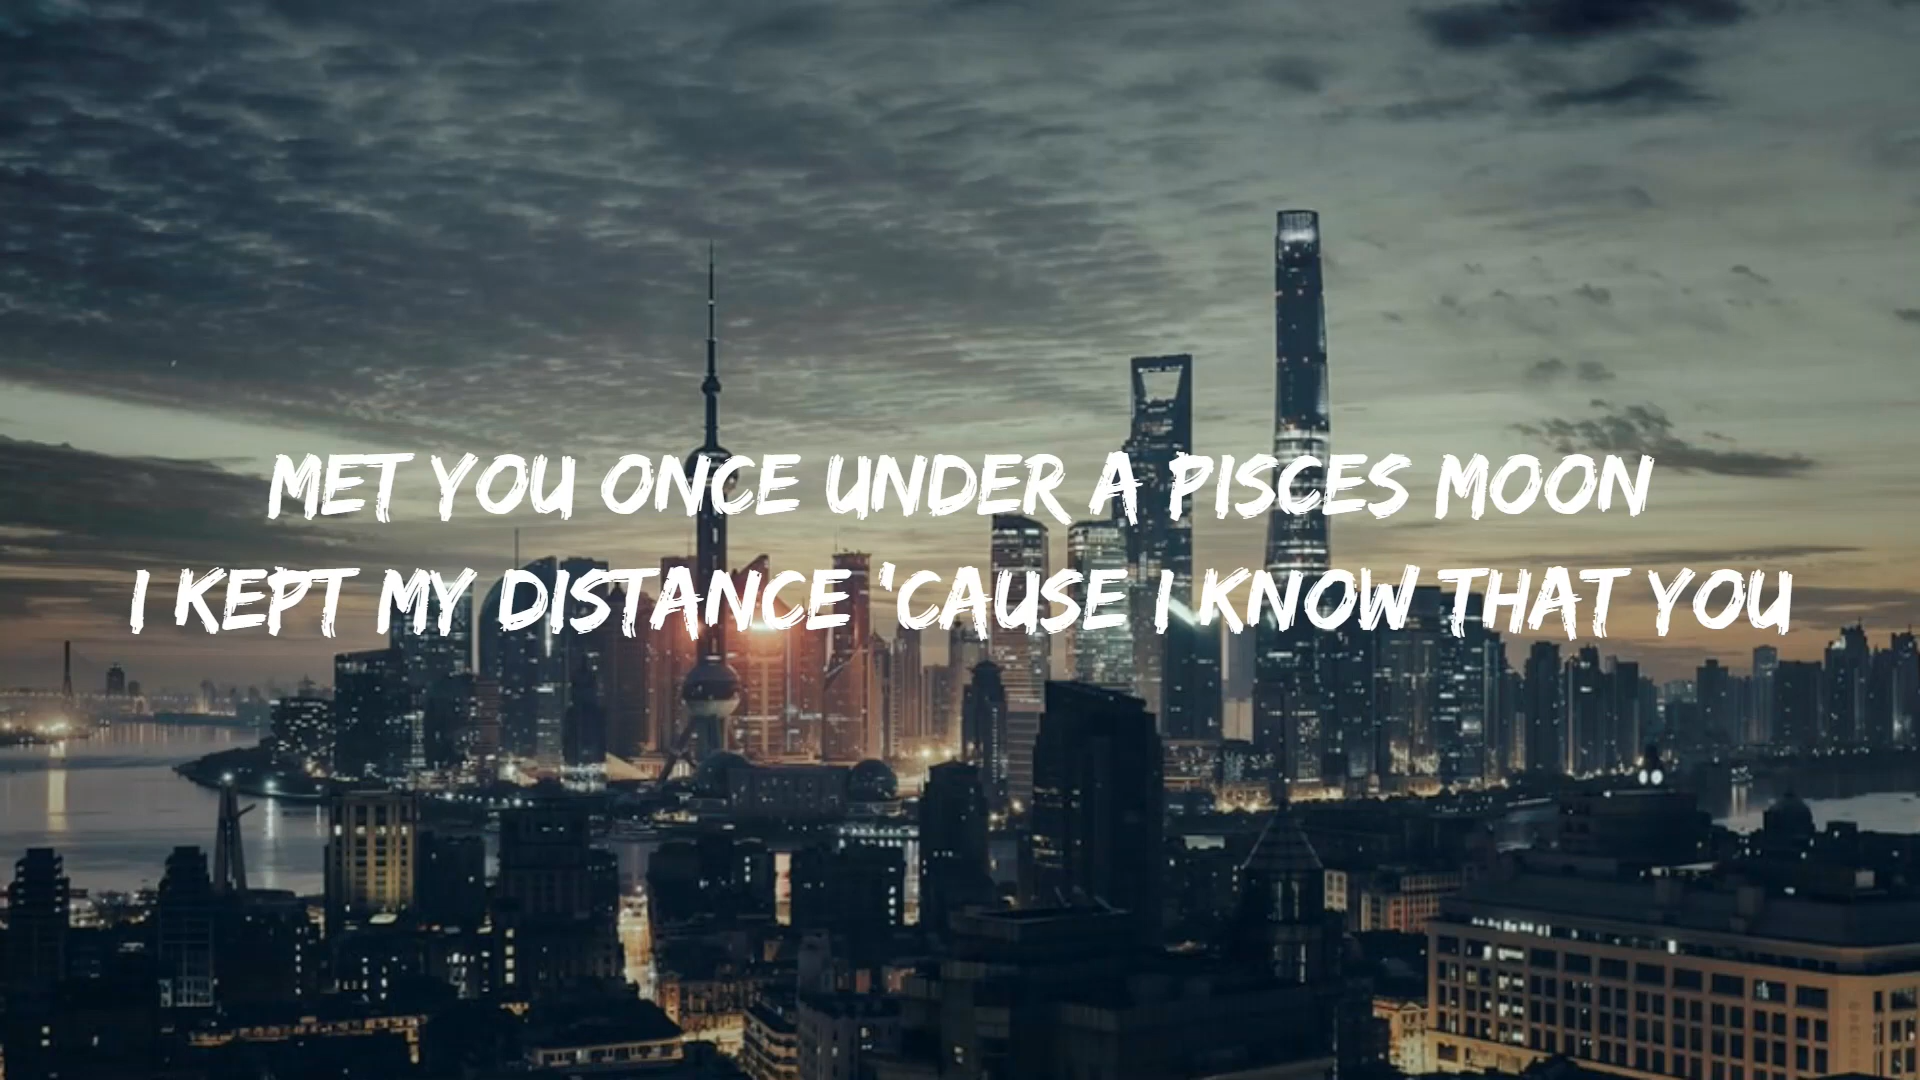 MET YOU ONCE UNDER A PISCES MOON
I KEPT MY DISTANCE 'CAUSE I KNOW THAT YOU